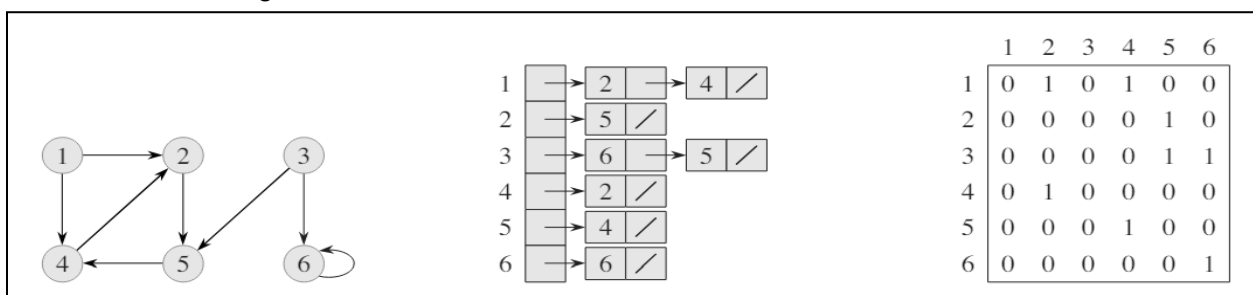 1 2 3
4 5 6
1 2 4
2 5
3 6 5
4 2
5 4
6 6
1 2 3 4 5 6
1 0 1 0 1 0 0
2 0 0 0 0 1 0
3 0 0 0 0 1 1
4 0 1 0 0 0 0
5 0 0 0 1 0 0
6 0 0 0 0 0 1